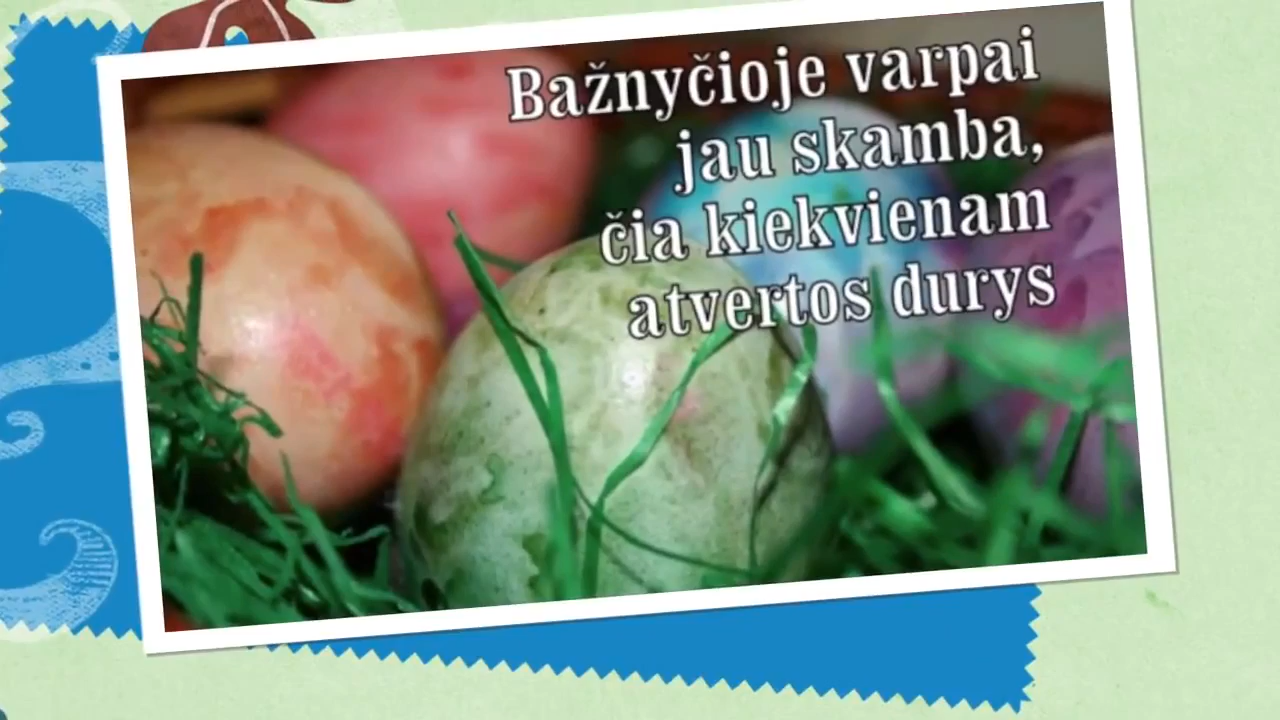 Bažnyčioje varpai
jau skamba,
čia kiekvienam
atvertos durys